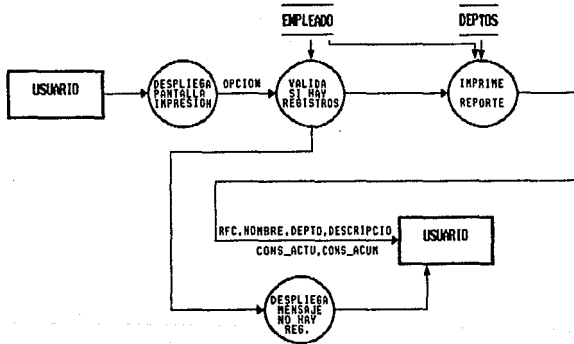 EMPLEADO
DEPTOS
USUARIO
DESPLIEGA
PANTALLA
IMPRESION
OPCION
VALIDA
SI HAY
REGISTROS
IMPRIME
REPORTE
RFC,NOMBRE,DEPTO,DESCRIPCIO
CONS_ACTU,CONS_ACUM
USUARIO
DESPLIEGA
MENSAJE
NO HAY
REG.